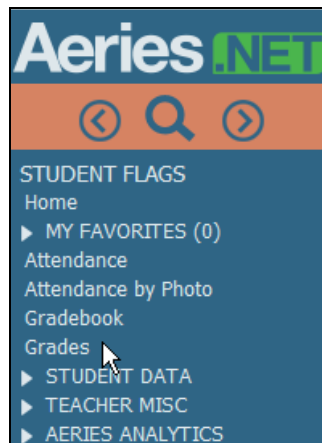 Aeries .NET
STUDENT FLAGS
Home
MY FAVORITES (0)
Attendance
Attendance by Photo
Gradebook
Grades
STUDENT DATA
TEACHER MISC
AERIES ANALYTICS